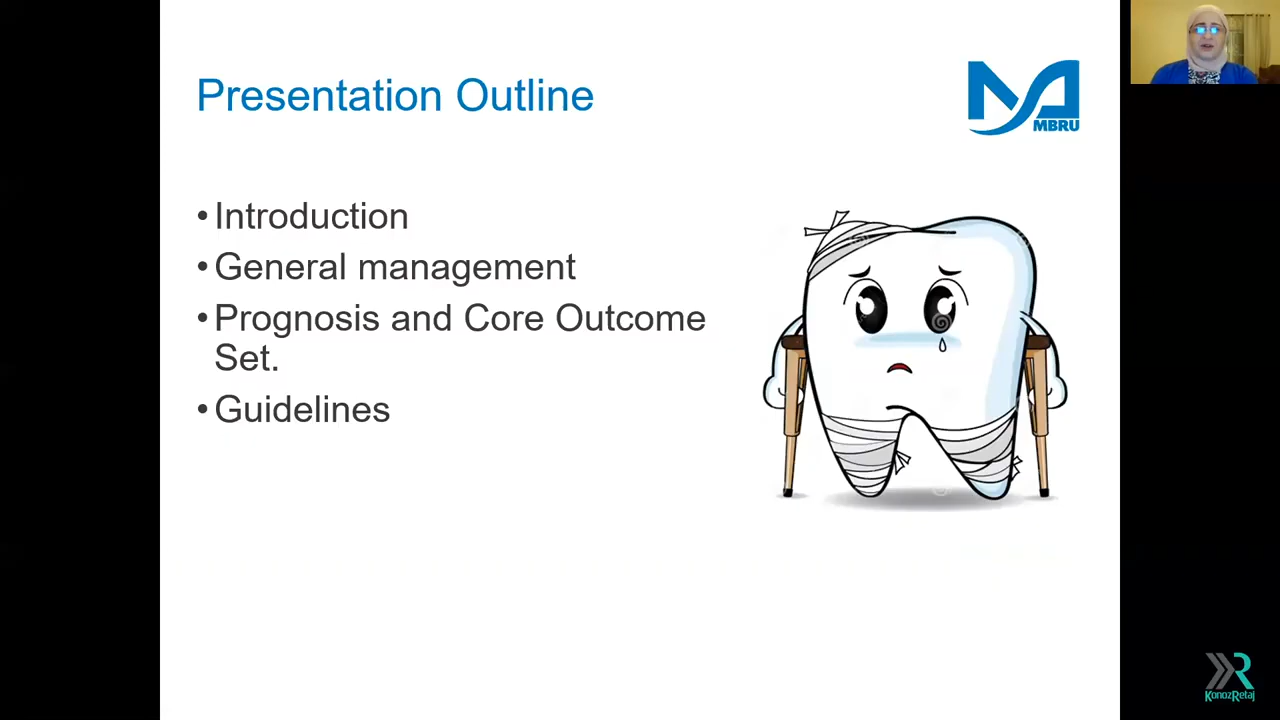 Presentation Outline
MBRU
• Introduction
• General management
• Prognosis and Core Outcome
Set.
• Guidelines
KonozRetaj